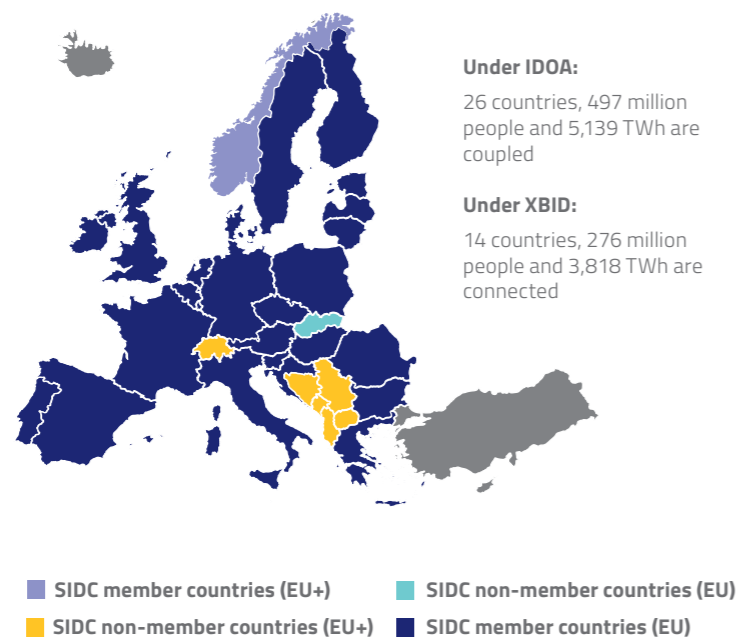 Under IDOA:
26 countries, 497 million
people and 5,139 TWh are
coupled
Under XBID:
14 countries, 276 million
people and 3,818 TWh are
connected
SIDC member countries (EU+)
SIDC non-member countries (EU)
SIDC non-member countries (EU+)
SIDC member countries (EU)